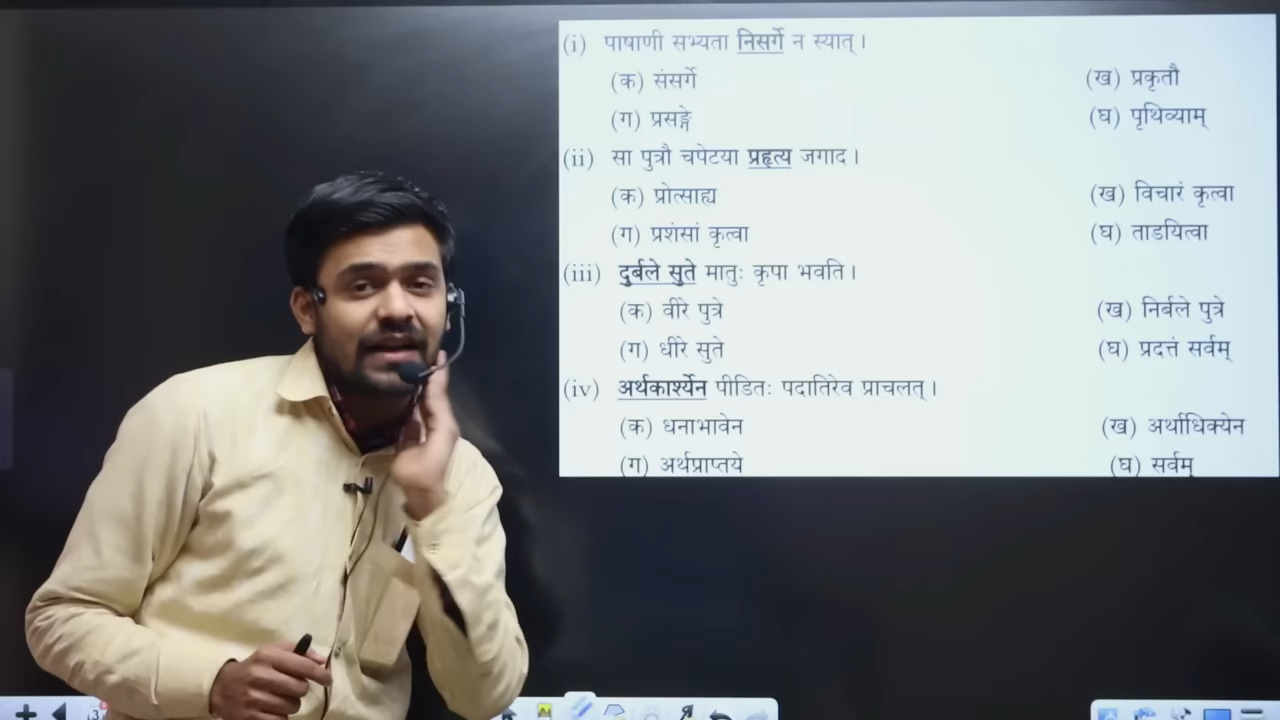 (i) पाषाणी सभ्यता निसर्गे न स्यात्।
(क) संसर्गे (ख) प्रकृतौ
(ग) प्रसङ्गे (घ) पृथिव्याम्
(ii) सा पुत्रौ चपेटया प्रहृत्य जगाद।
(क) प्रोत्साह्य (ख) विचारं कृत्वा
(ग) प्रशंसां कृत्वा (घ) ताडयित्वा
(iii) दुर्बले सुते मातुः कृपा भवति।
(क) वीरे पुत्रे (ख) निर्बले पुत्रे
(ग) धीरे सुते (घ) प्रदत्तं सर्वम्
(iv) अर्थकार्श्येन पीडितः पदातिरेव प्राचलत्।
(क) धनाभावेन (ख) अर्थाधिक्येन
(ग) अर्थप्राप्तये (घ) सर्वम्